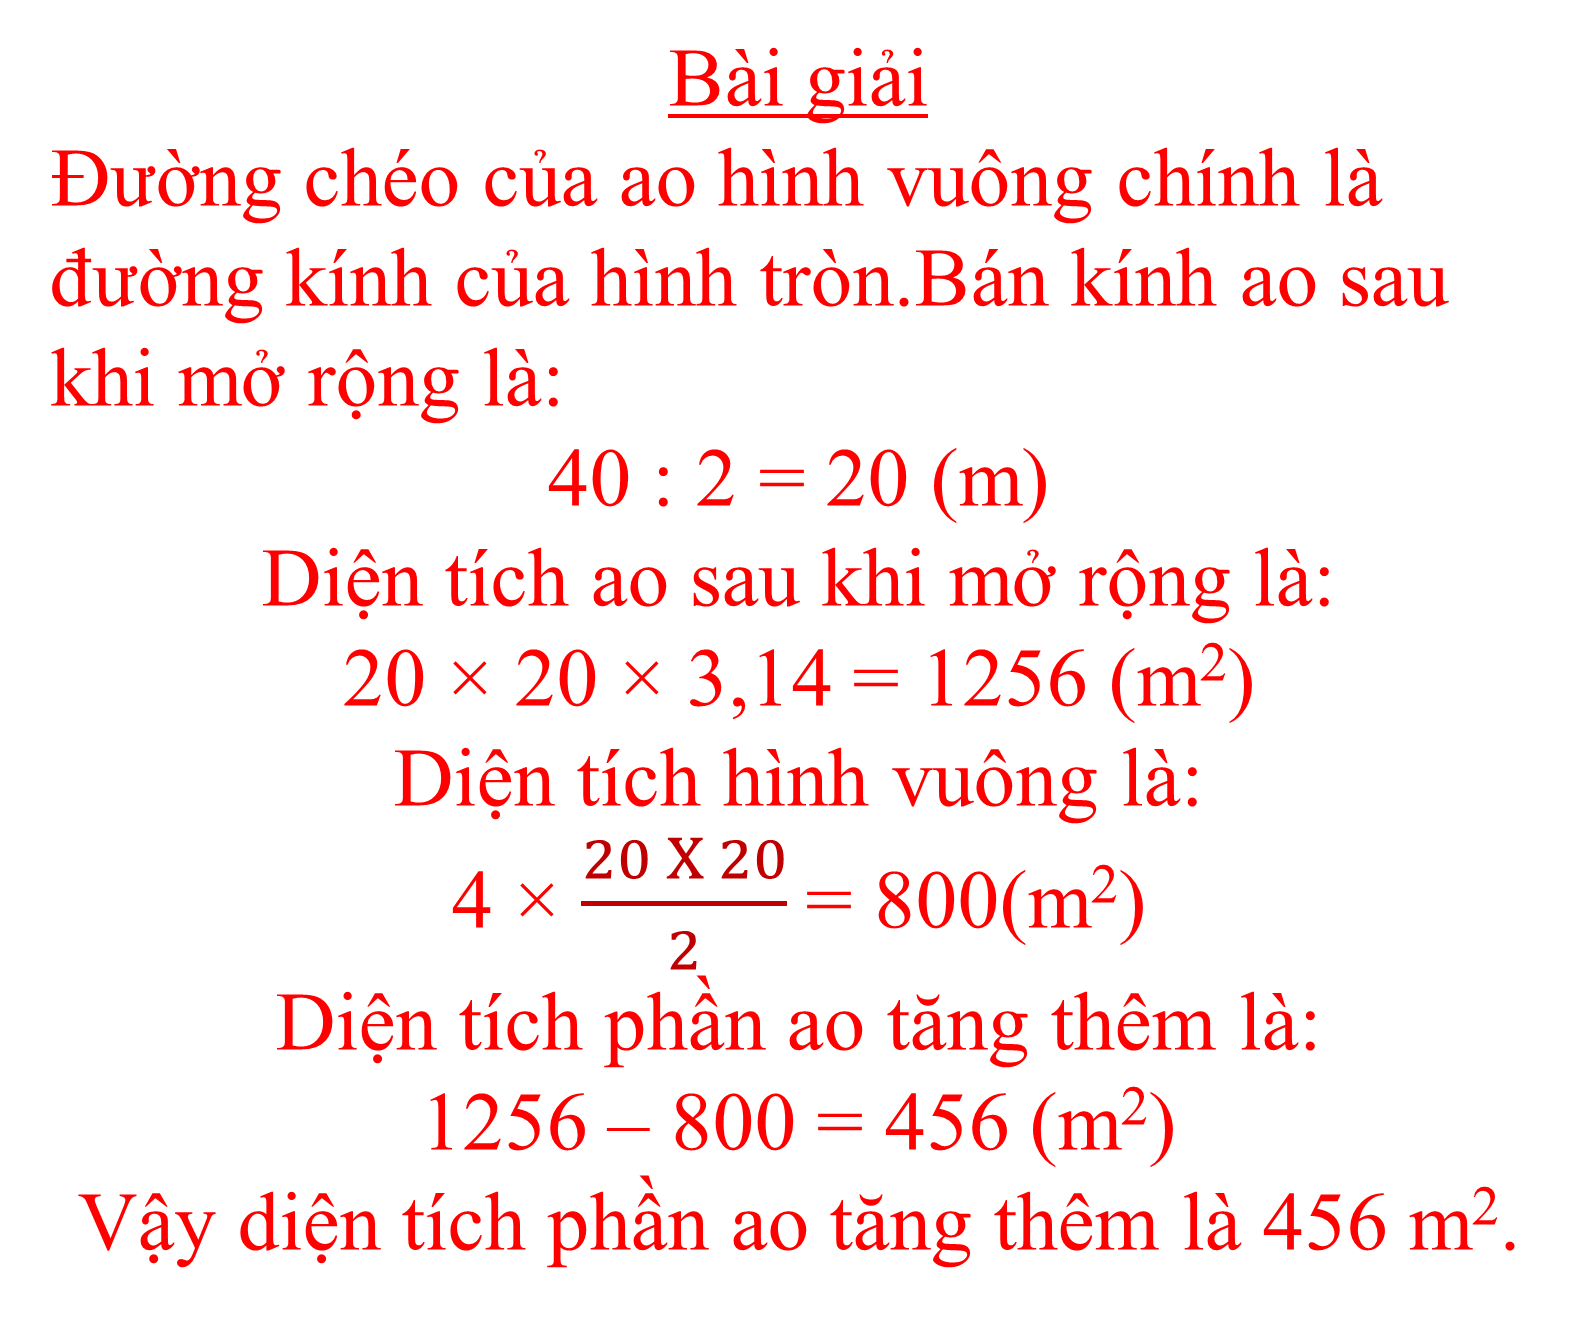 Bài giải
Đường chéo của ao hình vuông chính là
đường kính của hình tròn.Bán kính ao sau
khi mở rộng là:
40 : 2 = 20 (m)
Diện tích ao sau khi mở rộng là:
20 × 20 × 3,14 = 1256 (m²)
Diện tích hình vuông là:
4 × \frac{20 X 20}{2} = 800(m²)
Diện tích phần ao tăng thêm là:
1256 – 800 = 456 (m²)
Vậy diện tích phần ao tăng thêm là 456 m².